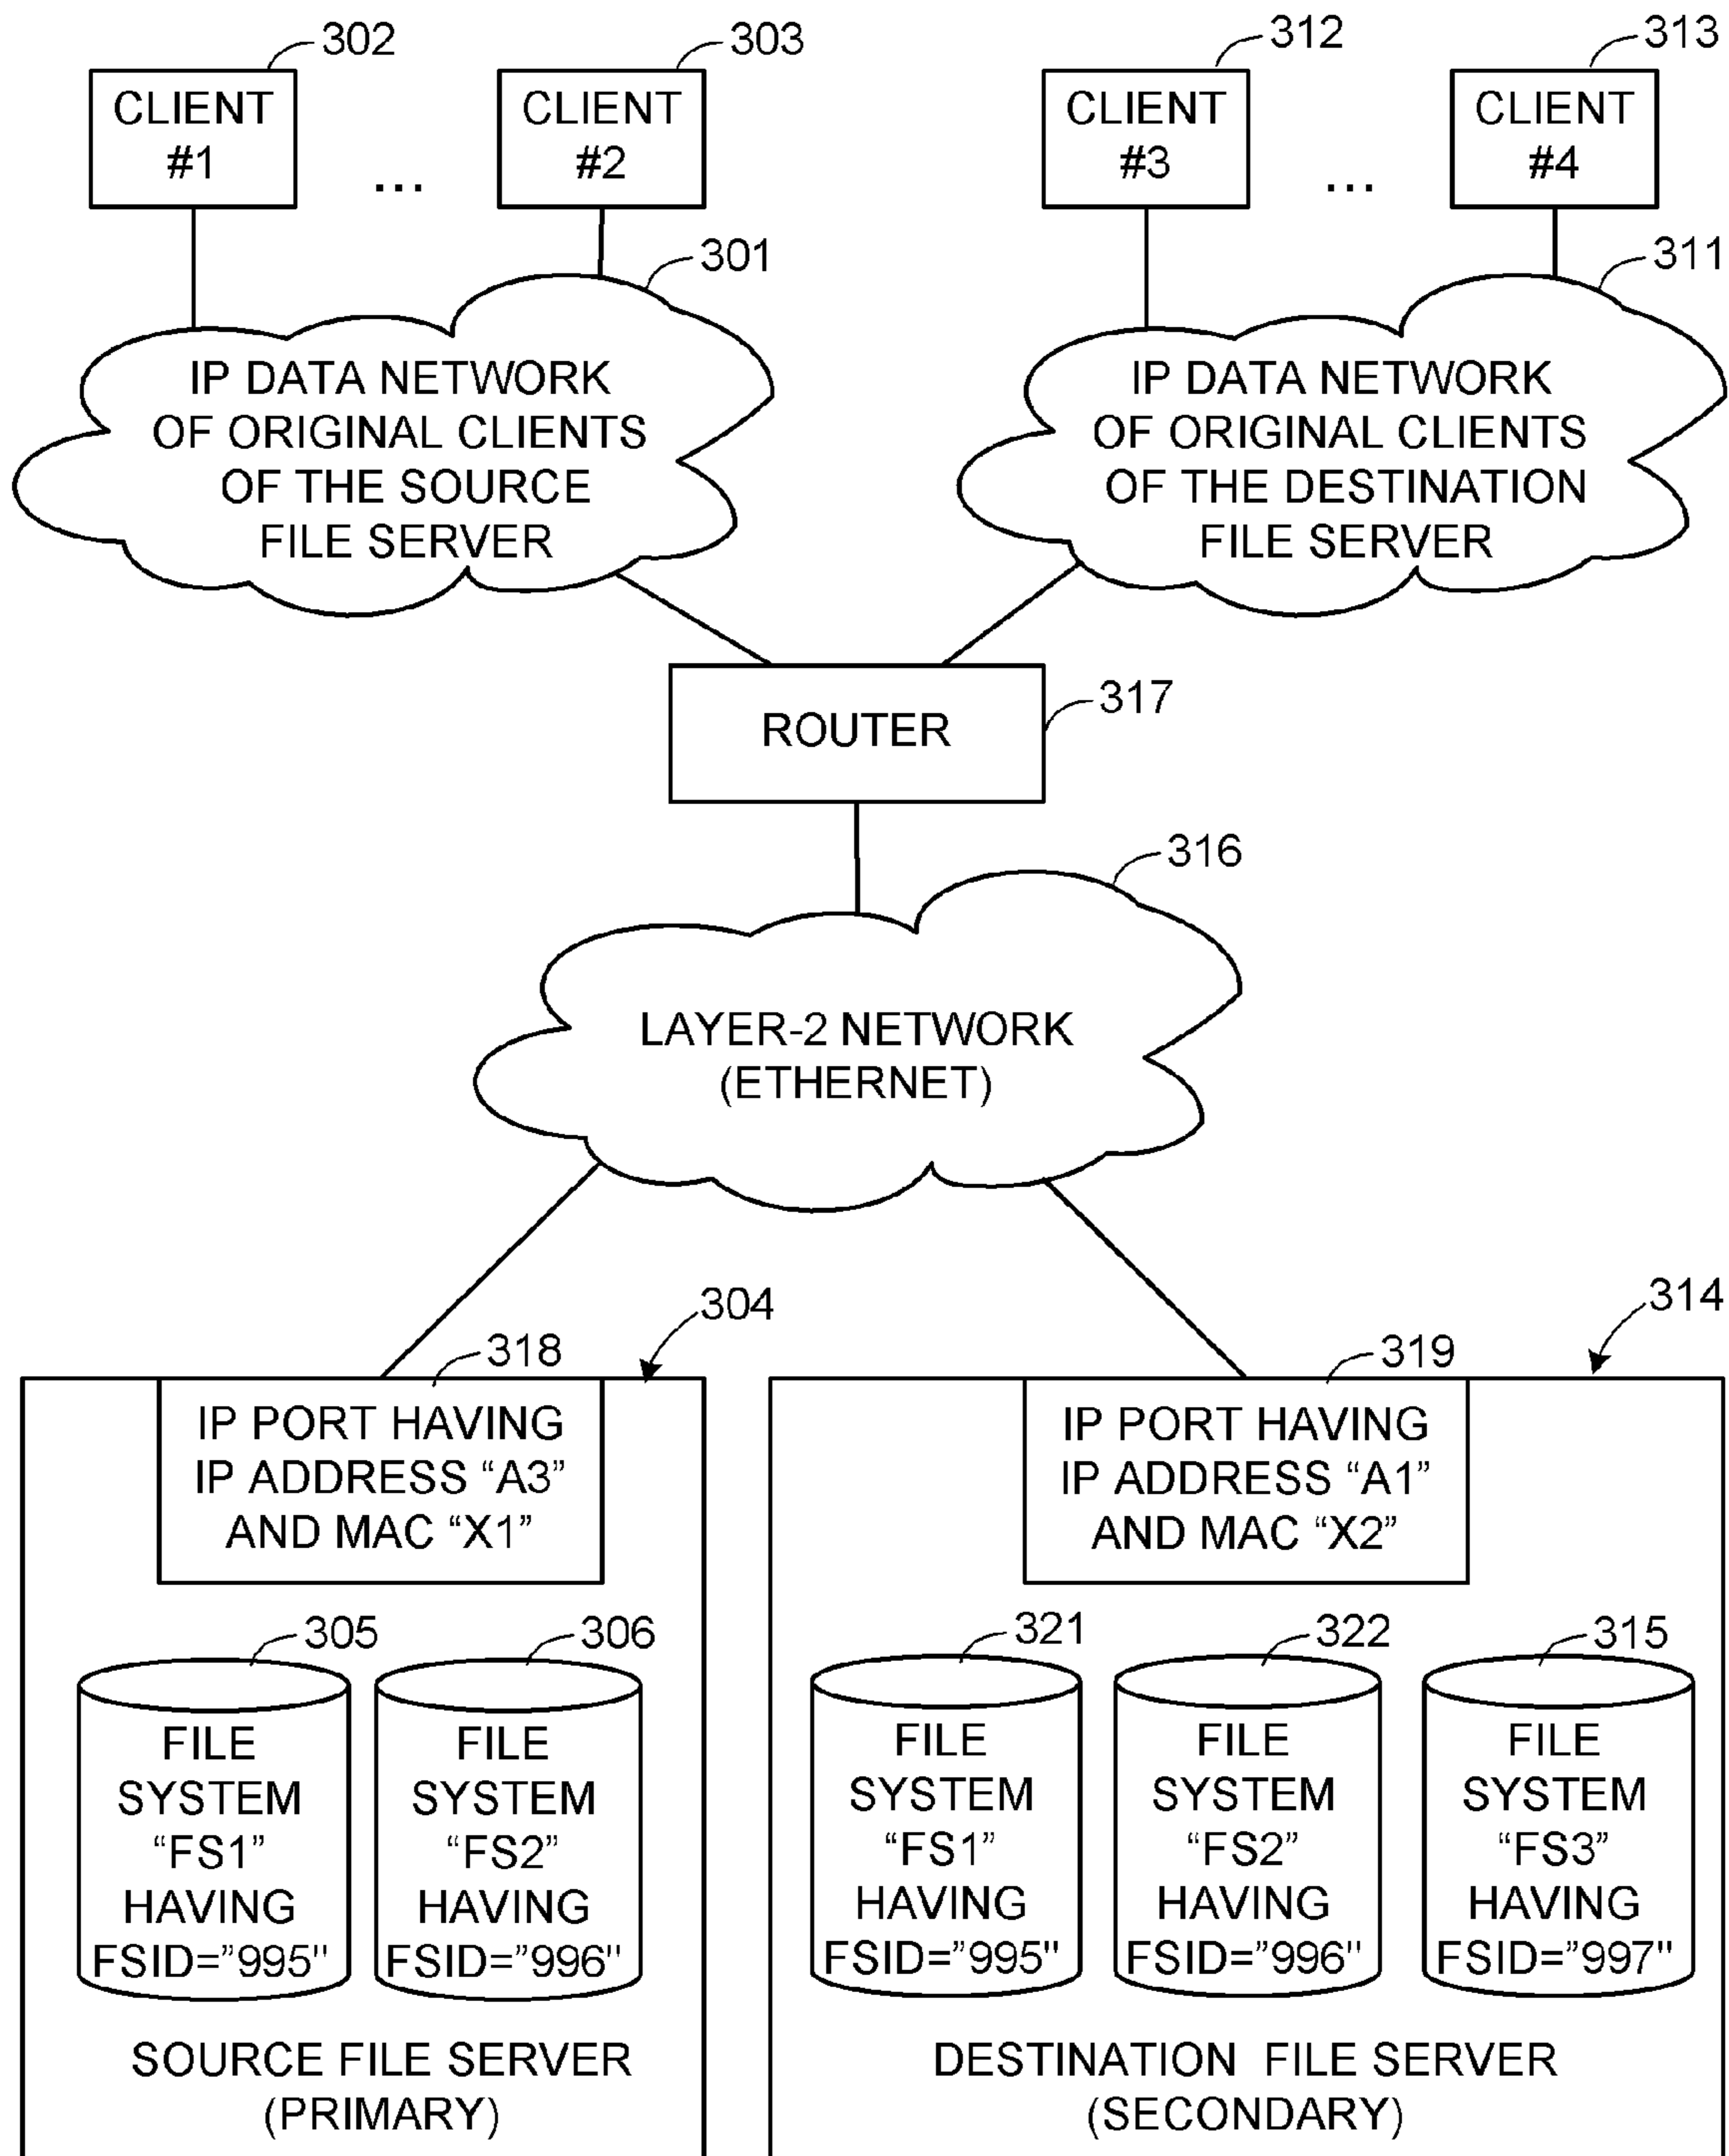 302
303
312
313
CLIENT
#1
...
CLIENT
#2
CLIENT
#3
...
CLIENT
#4
301
311
IP DATA NETWORK
OF ORIGINAL CLIENTS
OF THE SOURCE
FILE SERVER
IP DATA NETWORK
OF ORIGINAL CLIENTS
OF THE DESTINATION
FILE SERVER
ROUTER
317
316
LAYER-2 NETWORK
(ETHERNET)
304
314
318
319
IP PORT HAVING
IP ADDRESS “A3”
AND MAC “X1”
IP PORT HAVING
IP ADDRESS “A1”
AND MAC “X2”
305
306
321
322
315
FILE
SYSTEM
“FS1”
HAVING
FSID=”995"
FILE
SYSTEM
“FS2”
HAVING
FSID=”996"
FILE
SYSTEM
“FS1”
HAVING
FSID=”995"
FILE
SYSTEM
“FS2”
HAVING
FSID=”996"
FILE
SYSTEM
“FS3”
HAVING
FSID=”997"
SOURCE FILE SERVER
(PRIMARY)
DESTINATION FILE SERVER
(SECONDARY)